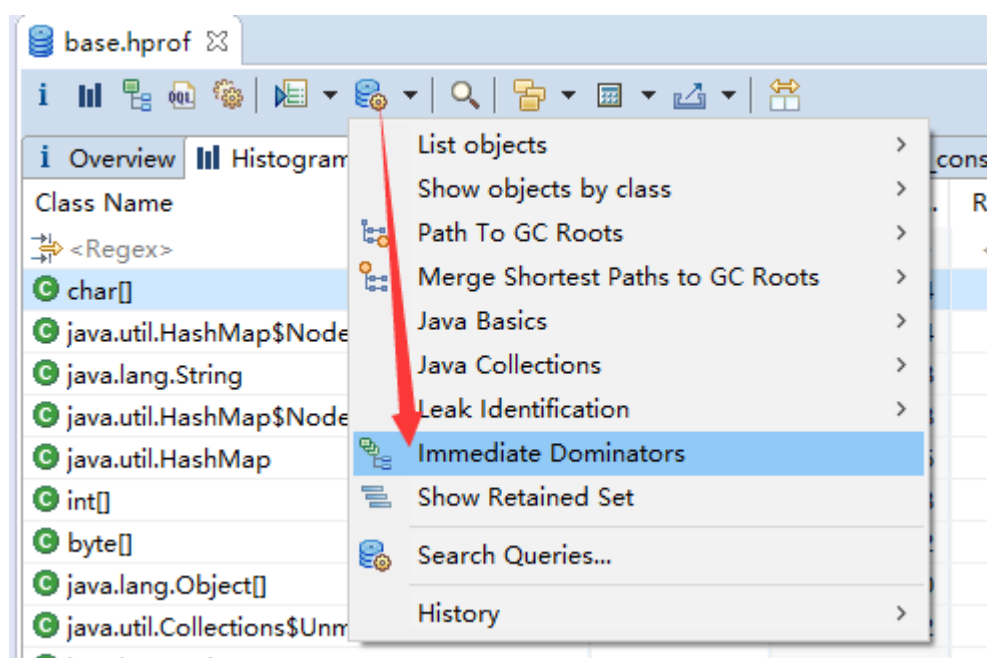 base.hprof
i OQL
i Overview Histogram
Class Name
<Regex>
char[]
java.util.HashMap$Node
java.lang.String
java.util.HashMap$Node
java.util.HashMap
int[]
byte[]
java.lang.Object[]
java.util.Collections$Unm
List objects
Show objects by class
Path To GC Roots
Merge Shortest Paths to GC Roots
Java Basics
Java Collections
Leak Identification
Immediate Dominators
Show Retained Set
Search Queries...
History
_cons
R